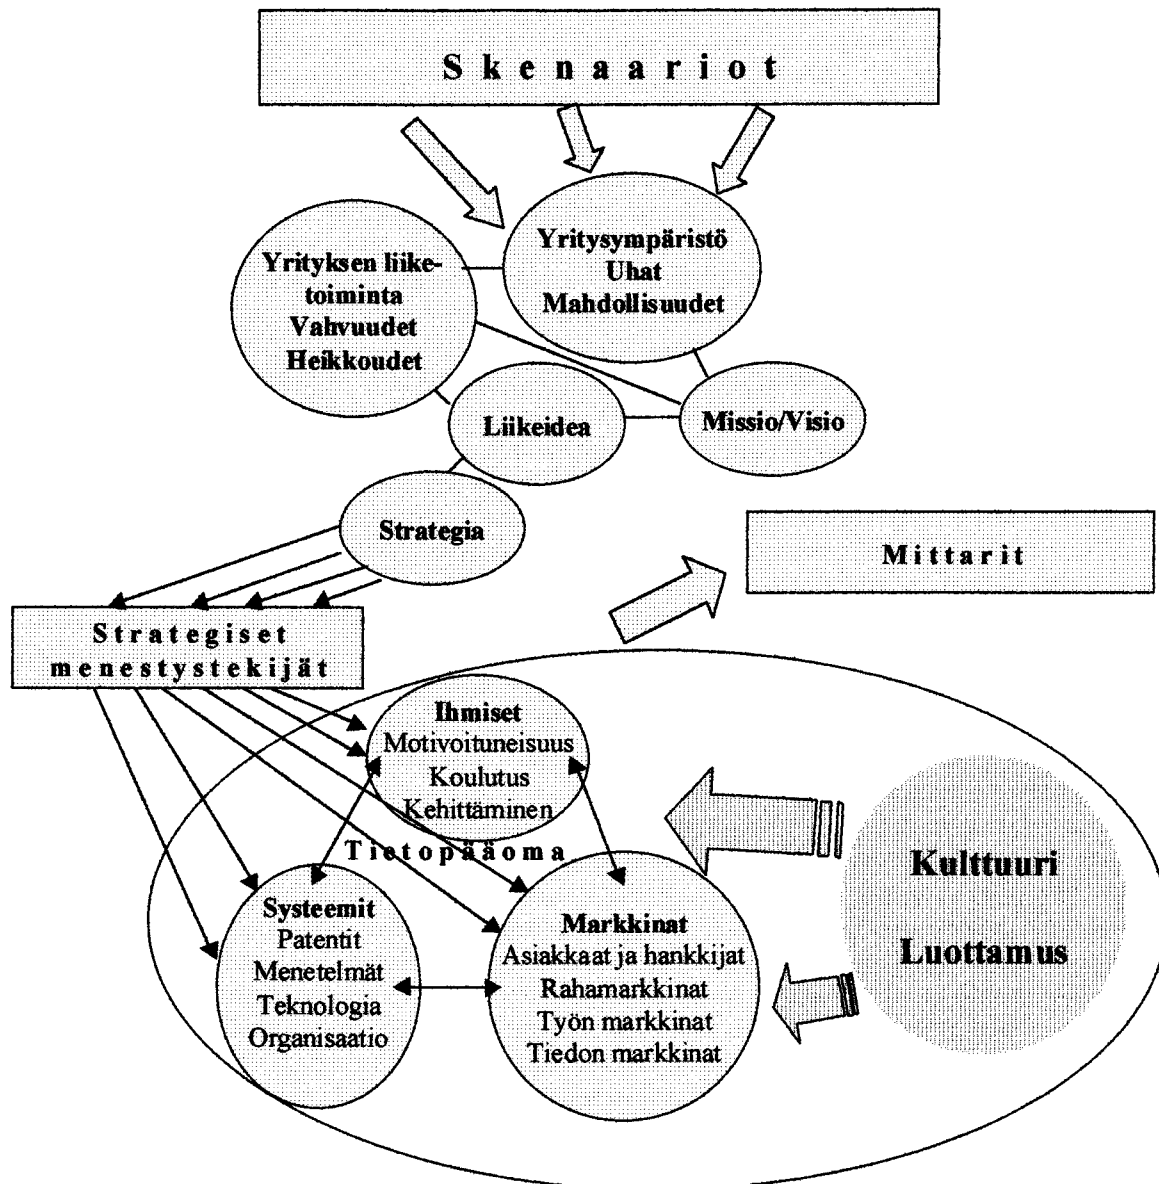 Skenaariot
Yritysympäristö
Uhat
Mahdollisuudet
Yrityksen liike-
toiminta
Vahvuudet
Heikkoudet
Liikeidea
Missio/Visio
Strategia
Mittarit
Strategiset
menestystekijät
Ihmiset
Motivoituneisuus
Koulutus
Kehittäminen
Tietopääoma
Systeemit
Patentit
Menetelmät
Teknologia
Organisaatio
Markkinat
Asiakkaat ja hankkijat
Rahamarkkinat
Työn markkinat
Tiedon markkinat
Kulttuuri
Luottamus